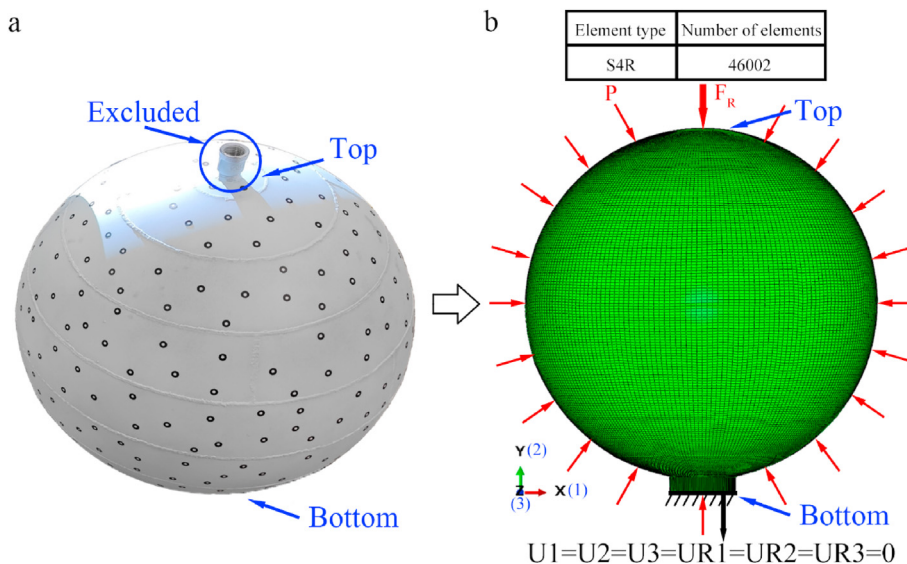 a
Excluded
Top
Bottom
b
Element type Number of elements
S4R 46002
P
F_R
Top
Y(2)
Z X(1)
(3)
Bottom
U1=U2=U3=UR1=UR2=UR3=0